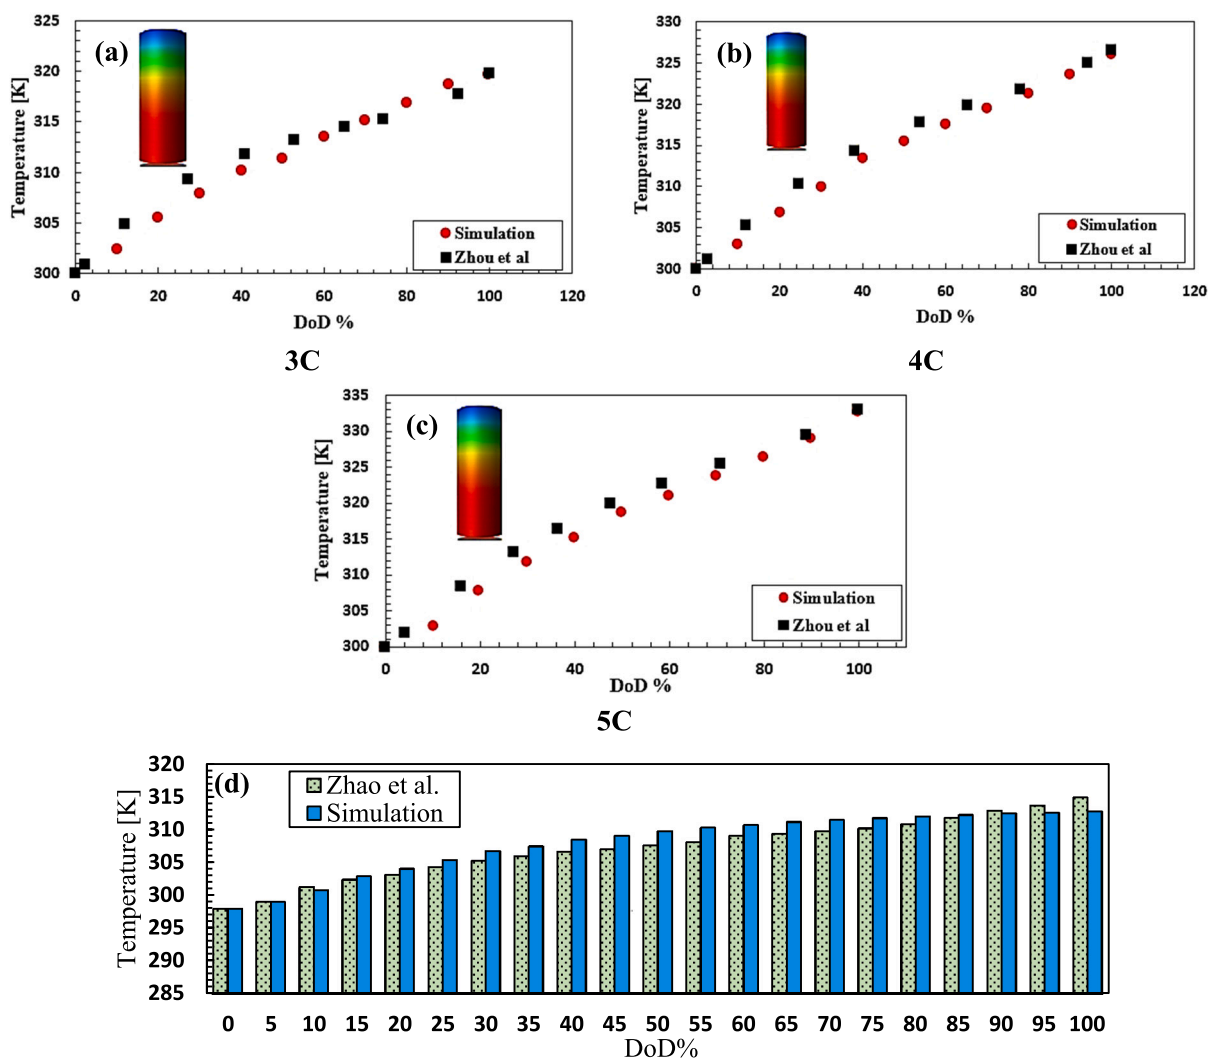 (a)
Temperature [K]
325
320
315
310
305
300
Simulation
Zhou et al
0 20 40 60 80 100 120
DoD %
3C
(b)
Temperature [K]
330
325
320
315
310
305
300
Simulation
Zhou et al
0 20 40 60 80 100 120
DoD %
4C
(c)
Temperature [K]
335
330
325
320
315
310
305
300
Simulation
Zhou et al
0 20 40 60 80 100
DoD %
5C
(d)
Temperature [K]
320
315
310
305
300
295
290
285
Zhao et al.
Simulation
0 5 10 15 20 25 30 35 40 45 50 55 60 65 70 75 80 85 90 95 100
DoD%